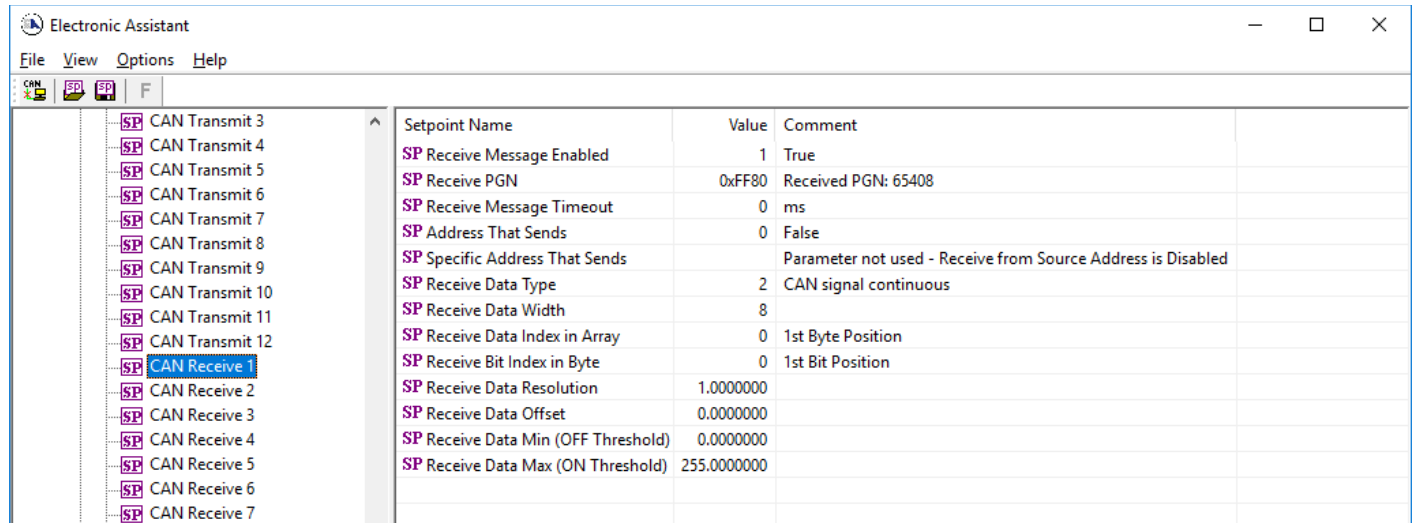 Electronic Assistant
File View Options Help
CAN SP SP F
SP CAN Transmit 3
SP CAN Transmit 4
SP CAN Transmit 5
SP CAN Transmit 6
SP CAN Transmit 7
SP CAN Transmit 8
SP CAN Transmit 9
SP CAN Transmit 10
SP CAN Transmit 11
SP CAN Transmit 12
SP CAN Receive 1
SP CAN Receive 2
SP CAN Receive 3
SP CAN Receive 4
SP CAN Receive 5
SP CAN Receive 6
SP CAN Receive 7
Setpoint Name Value Comment
SP Receive Message Enabled 1 True
SP Receive PGN 0xFF80 Received PGN: 65408
SP Receive Message Timeout 0 ms
SP Address That Sends 0 False
SP Specific Address That Sends Parameter not used - Receive from Source Address is Disabled
SP Receive Data Type 2 CAN signal continuous
SP Receive Data Width 8
SP Receive Data Index in Array 0 1st Byte Position
SP Receive Bit Index in Byte 0 1st Bit Position
SP Receive Data Resolution 1.0000000
SP Receive Data Offset 0.0000000
SP Receive Data Min (OFF Threshold) 0.0000000
SP Receive Data Max (ON Threshold) 255.0000000